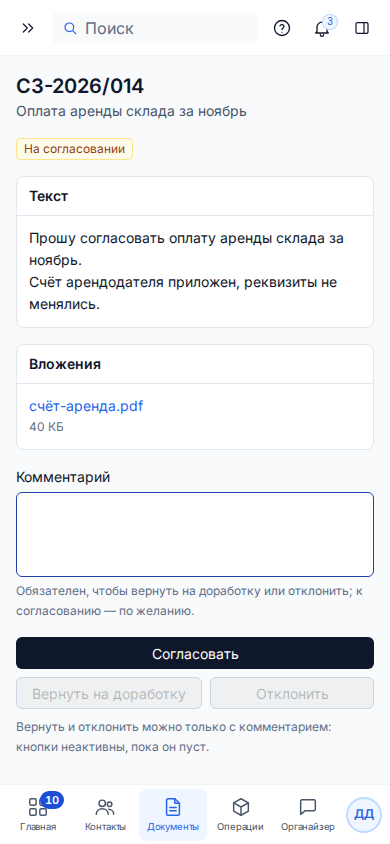 Поиск
3
СЗ-2026/014
Оплата аренды склада за ноябрь
На согласовании
Текст
Прошу согласовать оплату аренды склада за
ноябрь.
Счёт арендодателя приложен, реквизиты не
менялись.
Вложения
счёт-аренда.pdf
40 КБ
Комментарий
Обязателен, чтобы вернуть на доработку или отклонить; к
согласованию — по желанию.
Согласовать
Вернуть на доработку
Отклонить
Вернуть и отклонить можно только с комментарием:
кнопки неактивны, пока он пуст.
10
Главная
Контакты
Документы
Операции
Органайзер
ДД